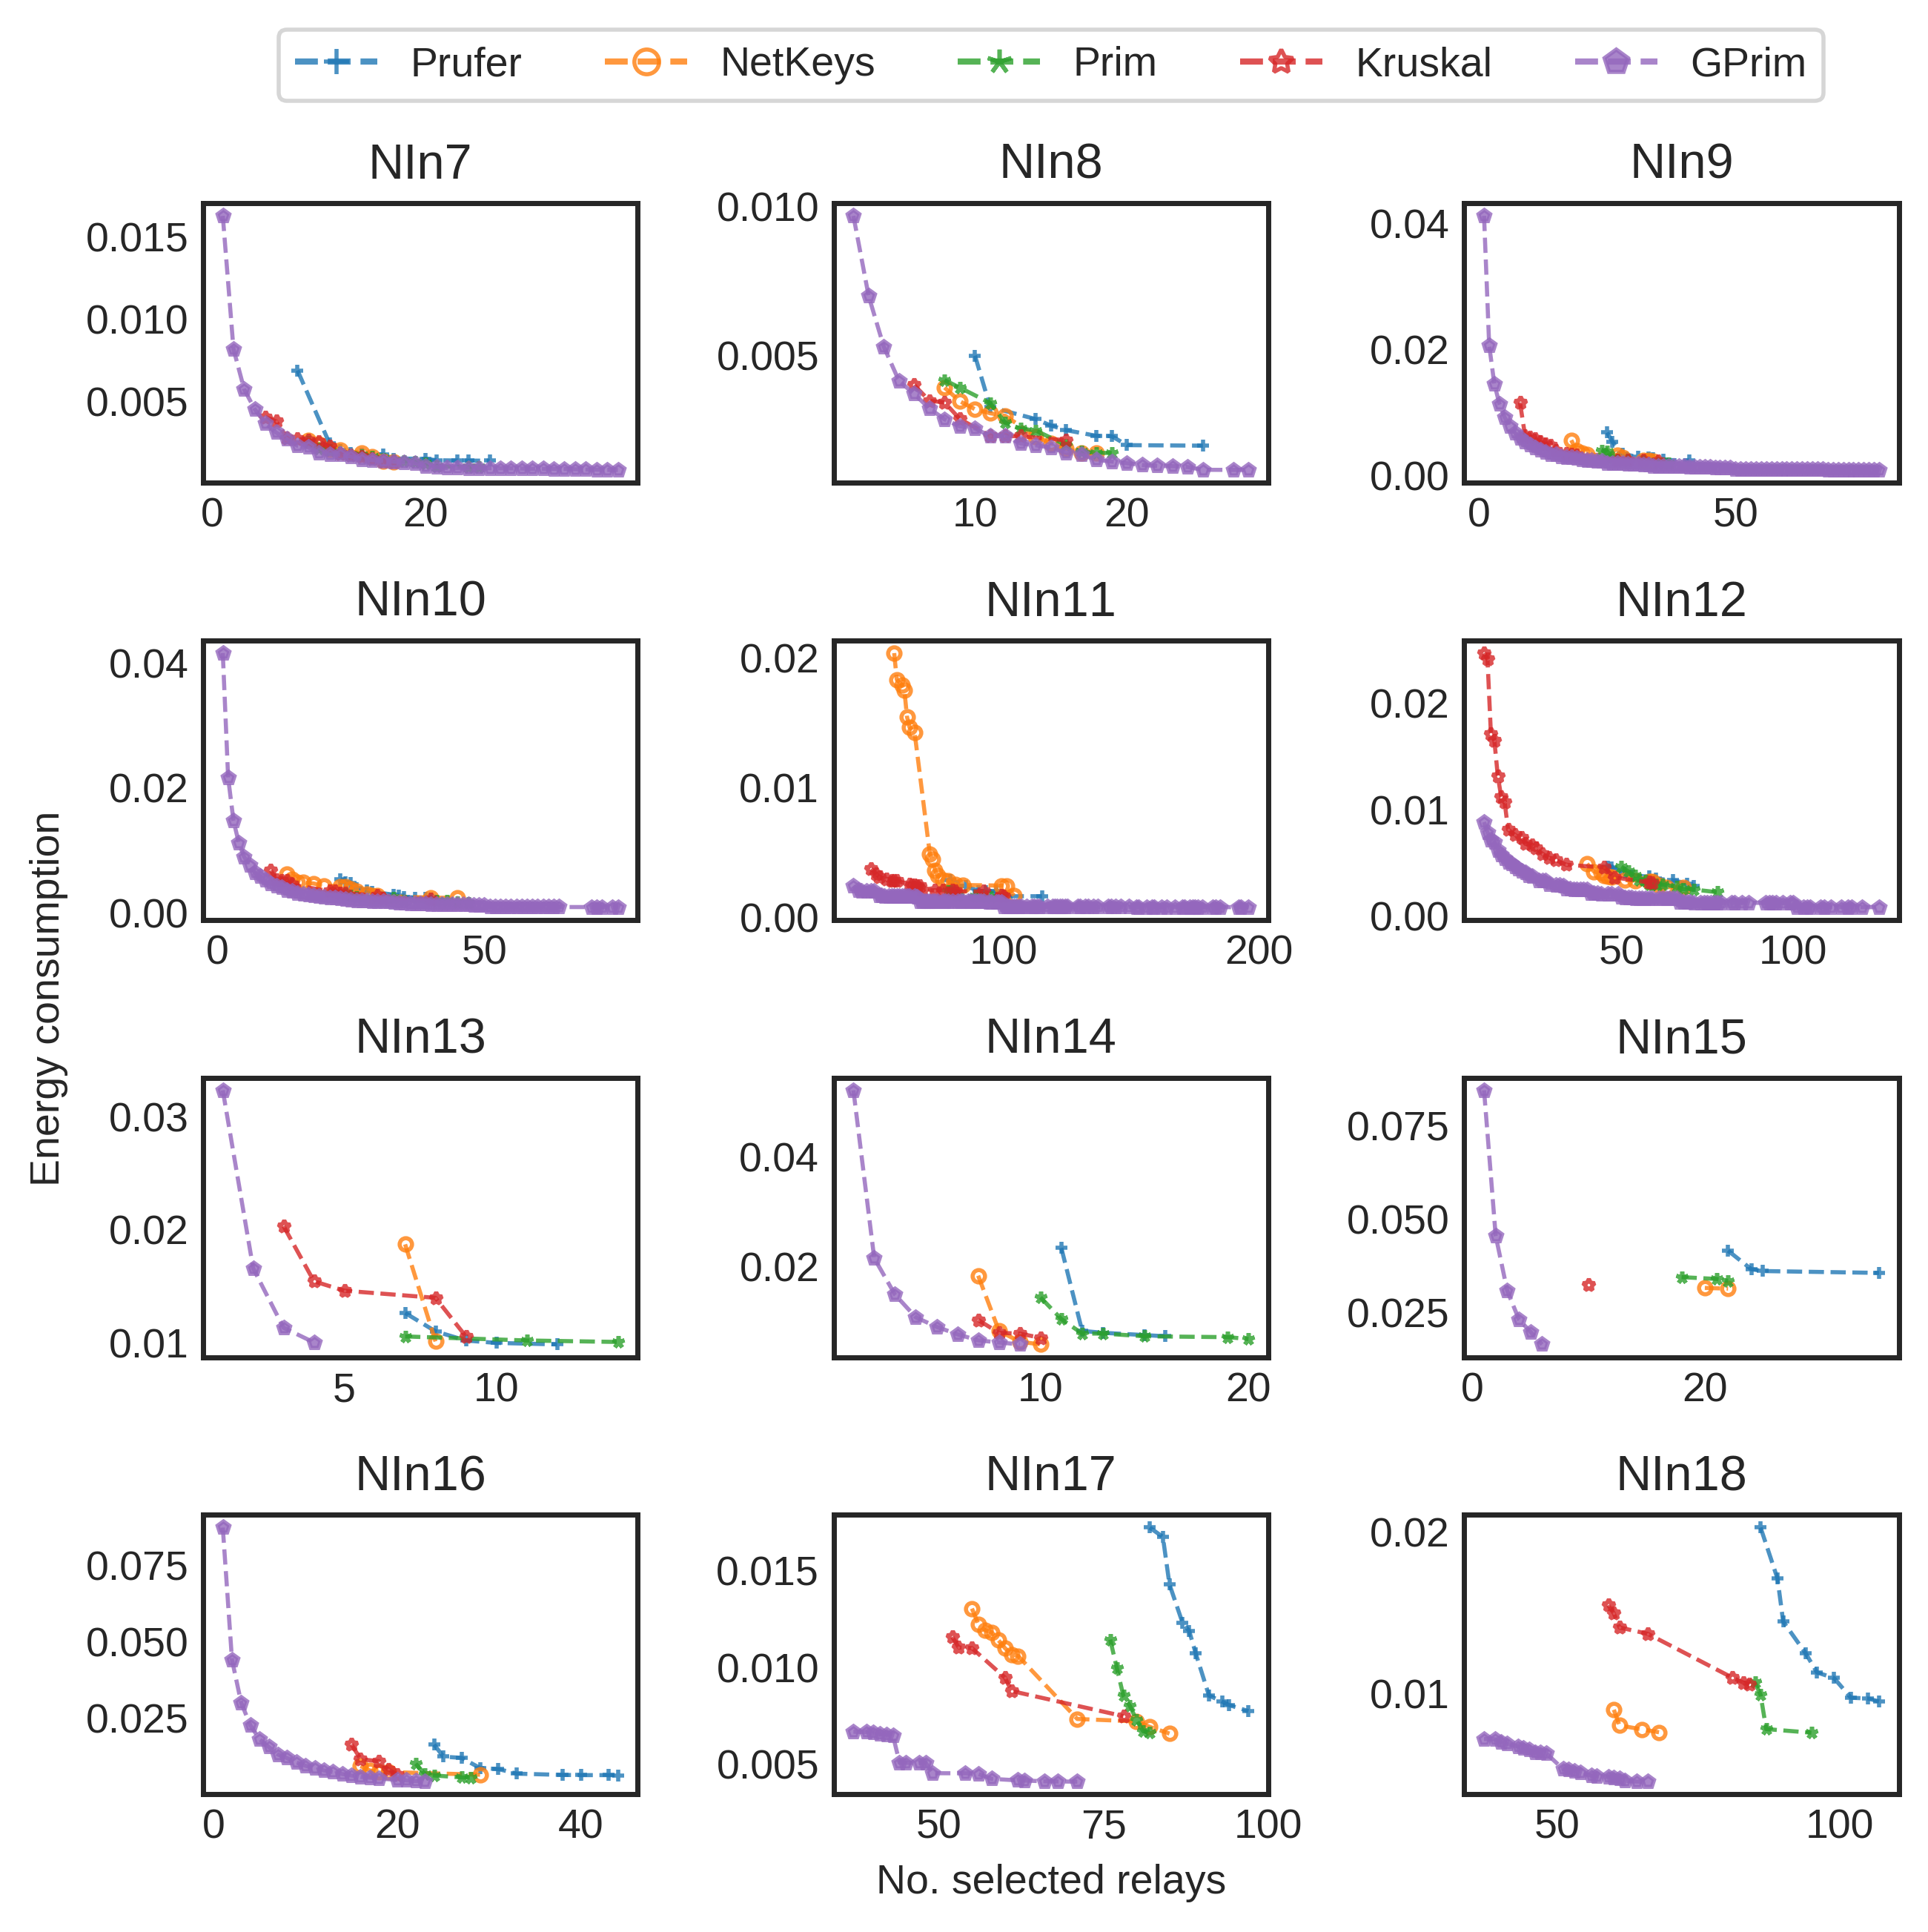 Prufer NetKeys Prim Kruskal GPrim
NIn7 NIn8 NIn9
0.015 0.010 0.005
0 20
0.010 0.005
10 20
0.04 0.02 0.00
0 50
NIn10 NIn11 NIn12
0.04 0.02 0.00
0 50
0.02 0.01 0.00
100 200
0.02 0.01 0.00
50 100
Energy consumption
NIn13 NIn14 NIn15
0.03 0.02 0.01
5 10
0.04 0.02
10 20
0.075 0.050 0.025
0 20
NIn16 NIn17 NIn18
0.075 0.050 0.025
0 20 40
0.015 0.010 0.005
50 75 100
0.02 0.01
50 100
No. selected relays